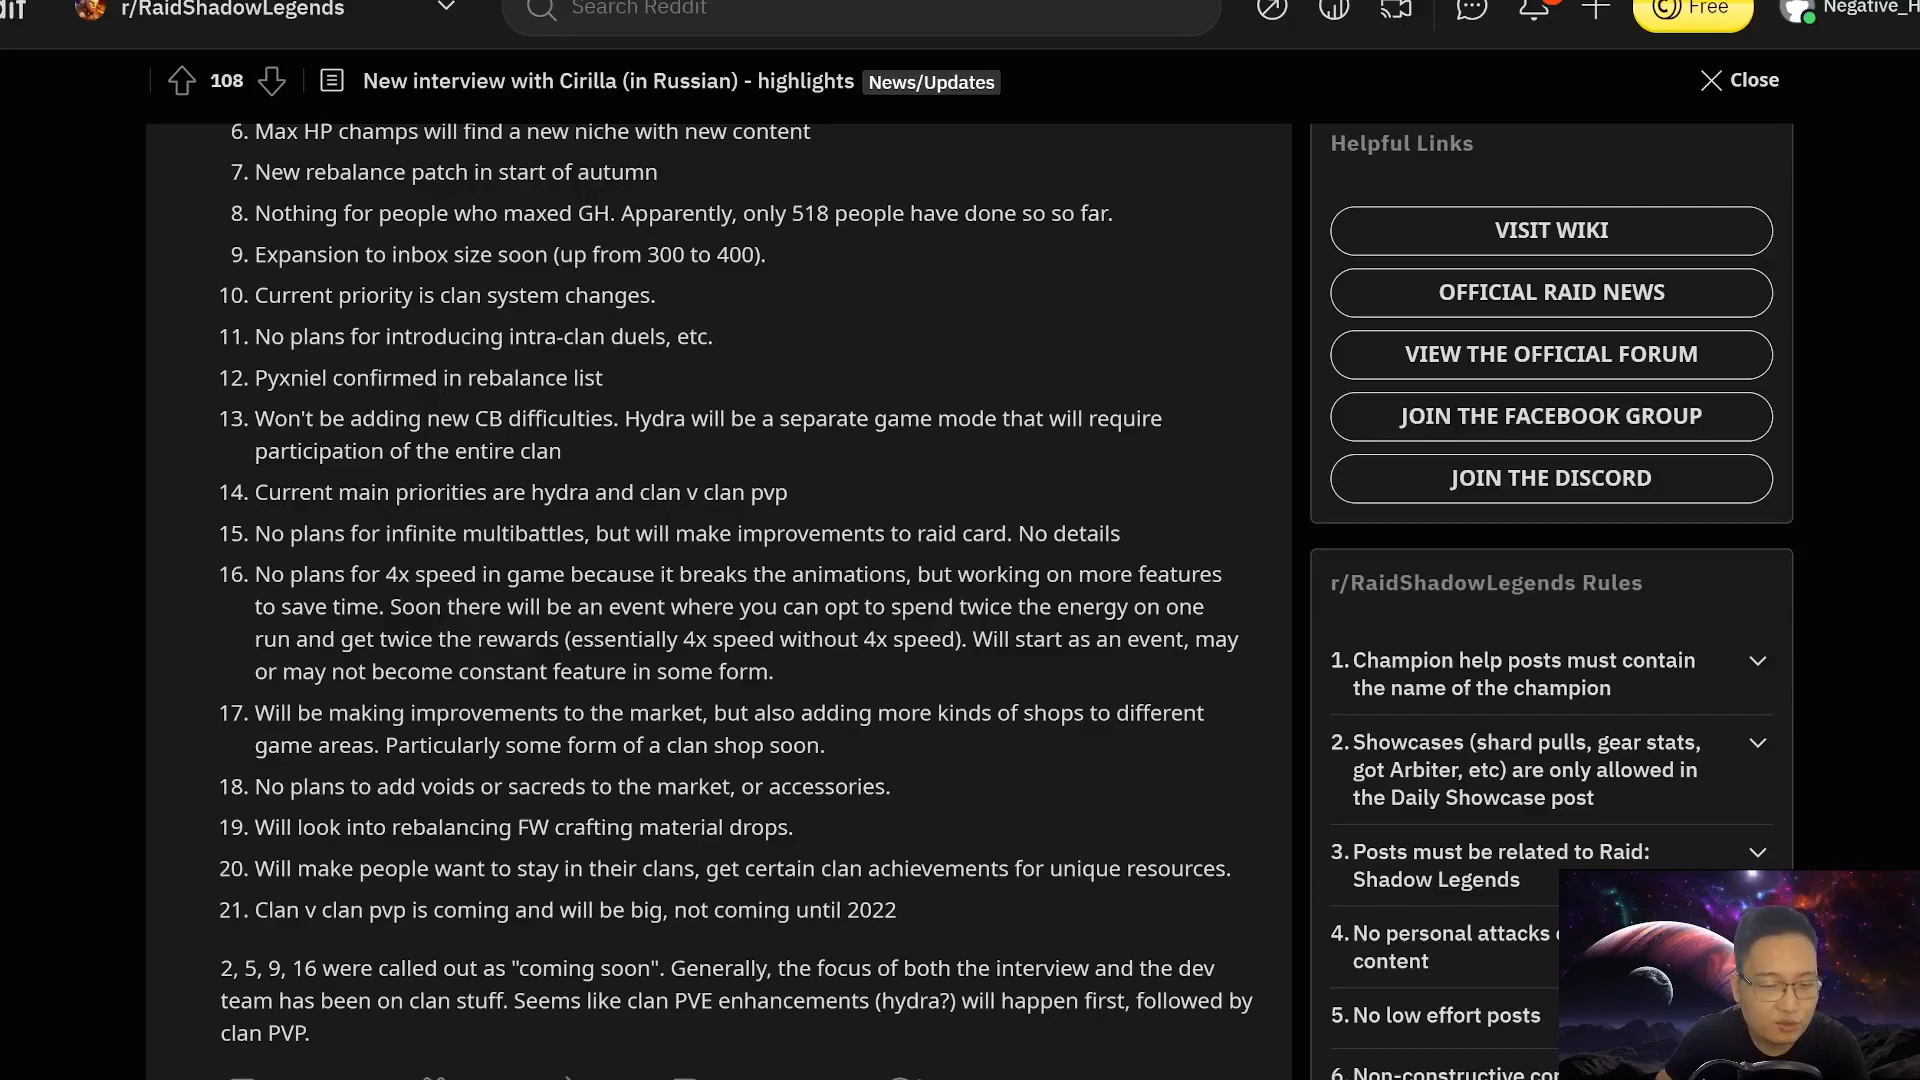 r/RaidShadowLegends
Search Reddit
Free
108
New interview with Cirilla (in Russian) - highlights News/Updates
Close
6. Max HP champs will find a new niche with new content
7. New rebalance patch in start of autumn
8. Nothing for people who maxed GH. Apparently, only 518 people have done so so far.
9. Expansion to inbox size soon (up from 300 to 400).
10. Current priority is clan system changes.
11. No plans for introducing intra-clan duels, etc.
12. Pyxniel confirmed in rebalance list
13. Won't be adding new CB difficulties. Hydra will be a separate game mode that will require
participation of the entire clan
14. Current main priorities are hydra and clan v clan pvp
15. No plans for infinite multibattles, but will make improvements to raid card. No details
16. No plans for 4x speed in game because it breaks the animations, but working on more features
to save time. Soon there will be an event where you can opt to spend twice the energy on one
run and get twice the rewards (essentially 4x speed without 4x speed). Will start as an event, may
or may not become constant feature in some form.
17. Will be making improvements to the market, but also adding more kinds of shops to different
game areas. Particularly some form of a clan shop soon.
18. No plans to add voids or sacreds to the market, or accessories.
19. Will look into rebalancing FW crafting material drops.
20. Will make people want to stay in their clans, get certain clan achievements for unique resources.
21. Clan v clan pvp is coming and will be big, not coming until 2022
2, 5, 9, 16 were called out as "coming soon". Generally, the focus of both the interview and the dev
team has been on clan stuff. Seems like clan PVE enhancements (hydra?) will happen first, followed by
clan PVP.
Helpful Links
VISIT WIKI
OFFICIAL RAID NEWS
VIEW THE OFFICIAL FORUM
JOIN THE FACEBOOK GROUP
JOIN THE DISCORD
r/RaidShadowLegends Rules
1. Champion help posts must contain
the name of the champion
2. Showcases (shard pulls, gear stats,
got Arbiter, etc) are only allowed in
the Daily Showcase post
3. Posts must be related to Raid:
Shadow Legends
4. No personal attacks
content
5. No low effort posts
6. Non-constructive